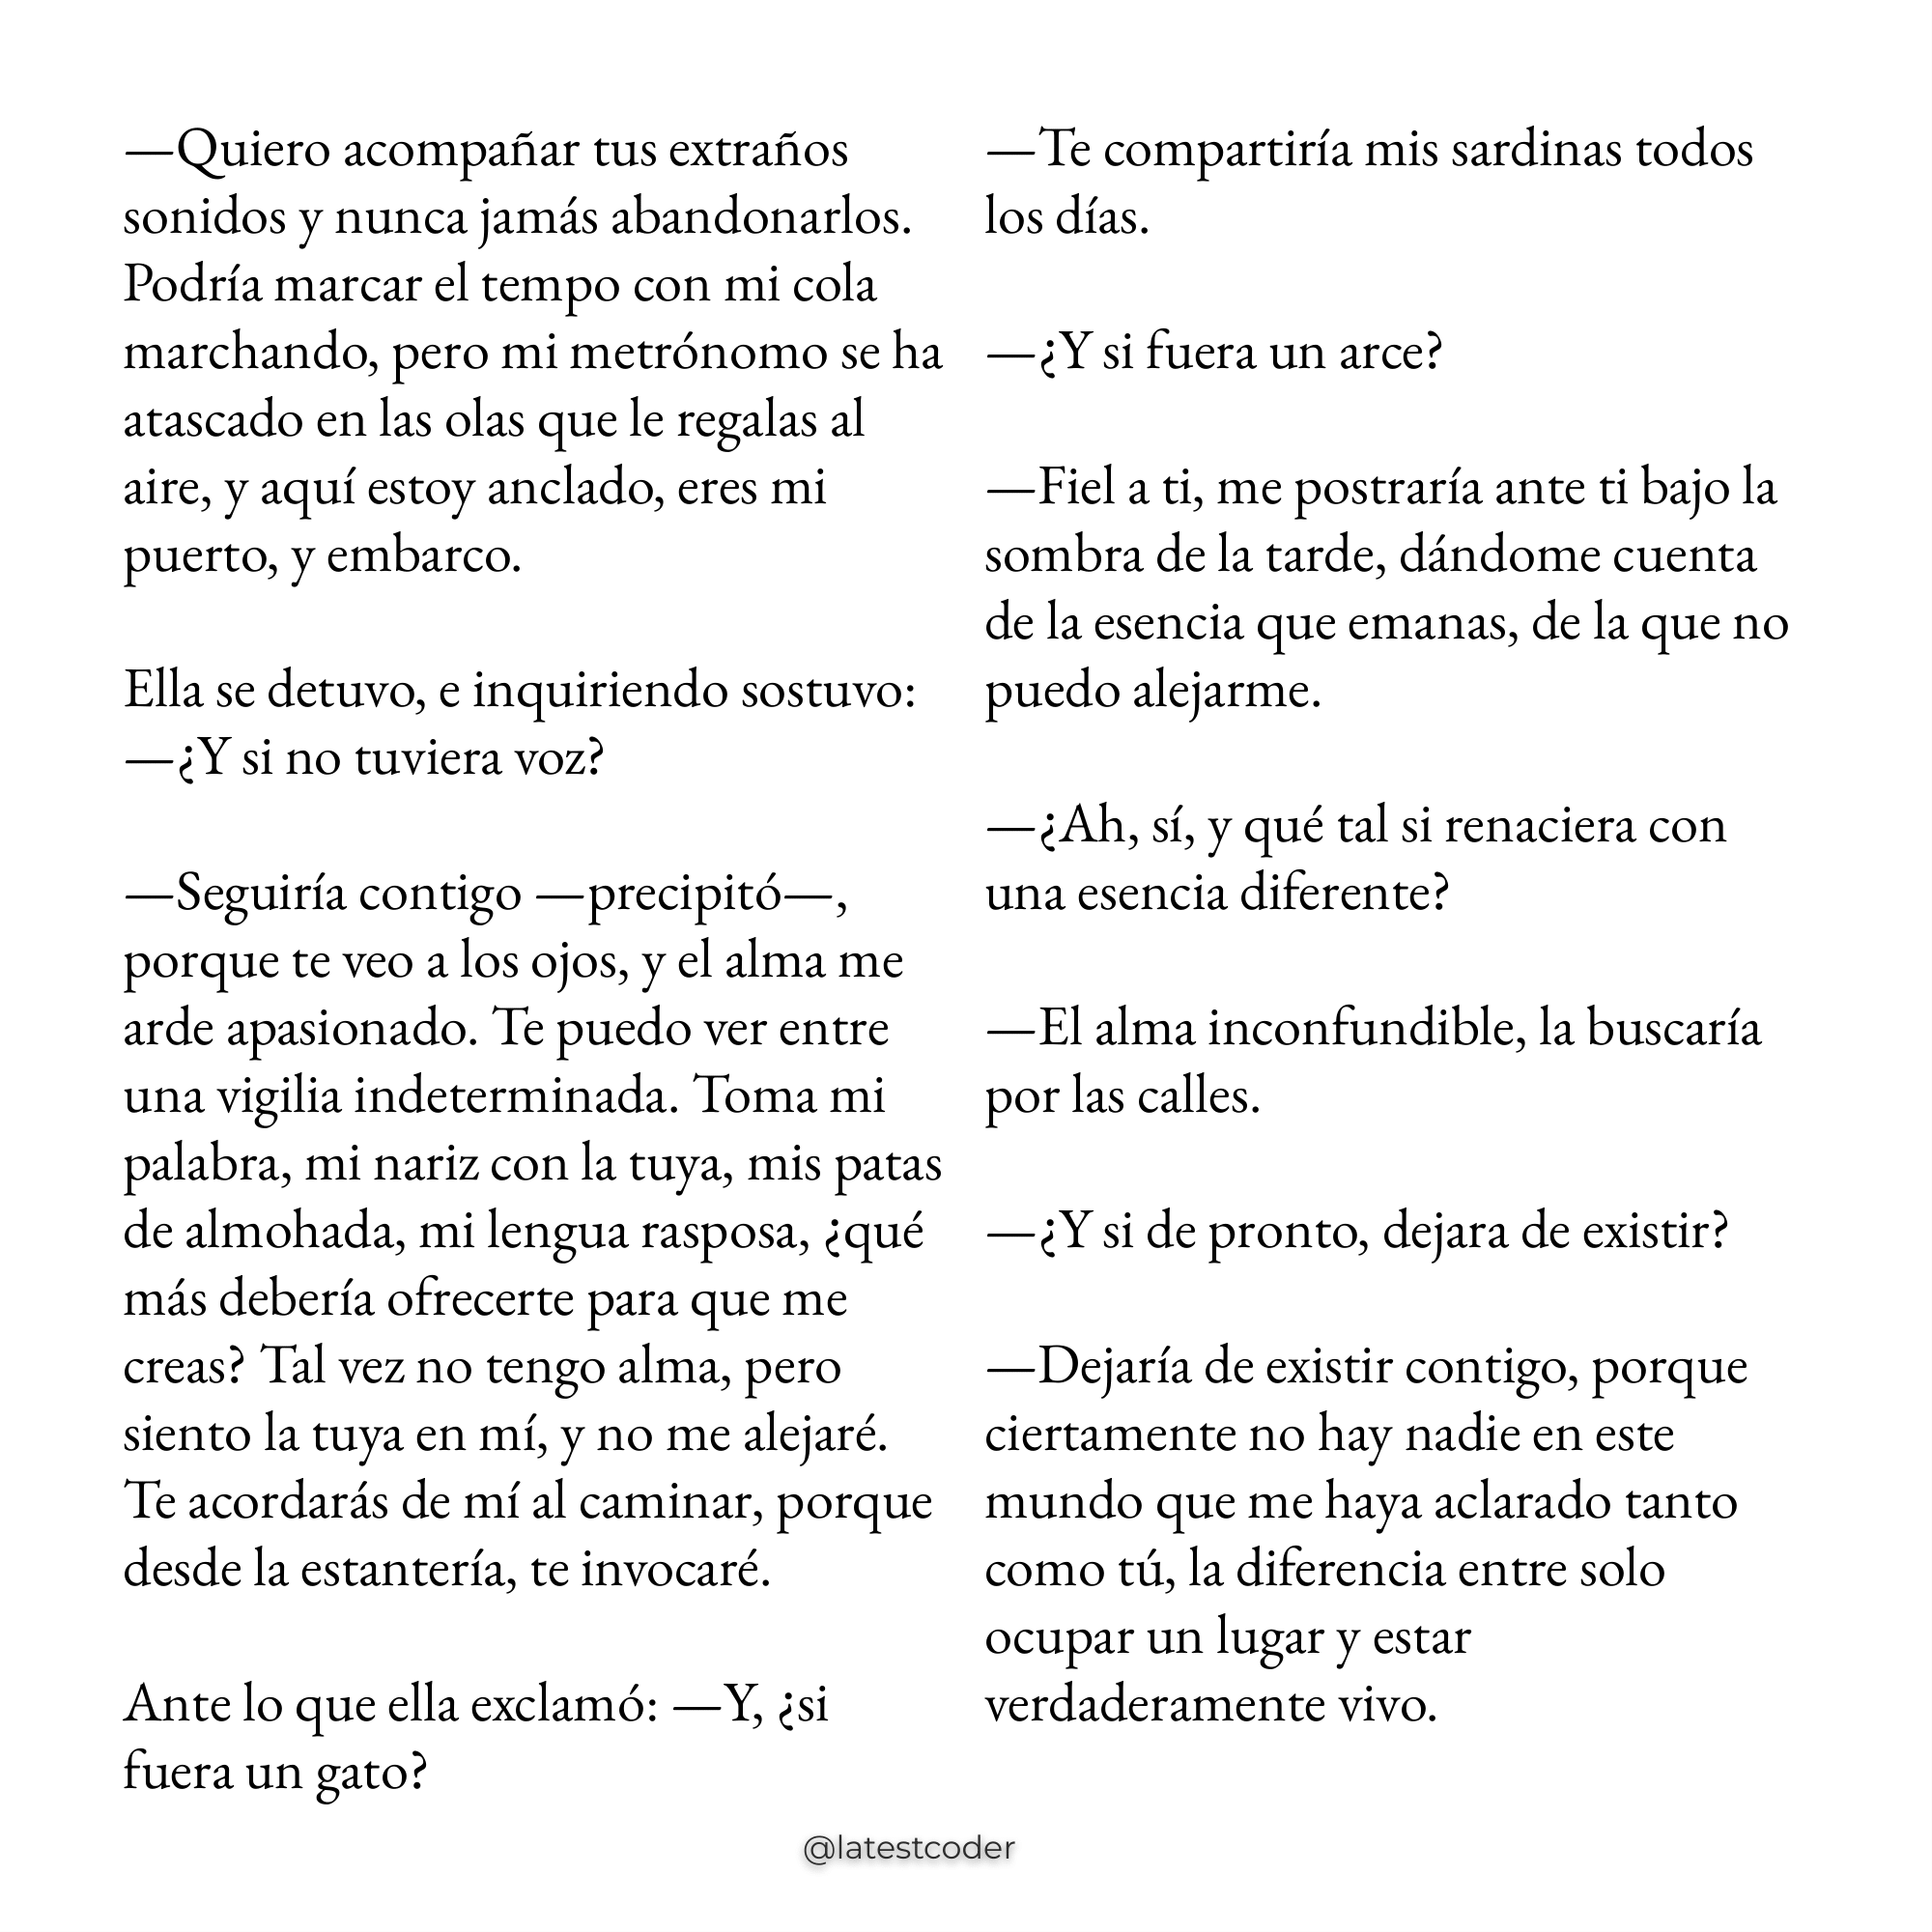 —Quiero acompañar tus extraños
sonidos y nunca jamás abandonarlos.
Podría marcar el tempo con mi cola
marchando, pero mi metrónomo se ha
atascado en las olas que le regalas al
aire, y aquí estoy anclado, eres mi
puerto, y embarco.
Ella se detuvo, e inquiriendo sostuvo:
—¿Y si no tuviera voz?
—Seguiría contigo —precipitó—,
porque te veo a los ojos, y el alma me
arde apasionado. Te puedo ver entre
una vigilia indeterminada. Toma mi
palabra, mi nariz con la tuya, mis patas
de almohada, mi lengua rasposa, ¿qué
más debería ofrecerte para que me
creas? Tal vez no tengo alma, pero
siento la tuya en mí, y no me alejaré.
Te acordarás de mí al caminar, porque
desde la estantería, te invocaré.
Ante lo que ella exclamó: —Y, ¿si
fuera un gato?
—Te compartiría mis sardinas todos
los días.
—¿Y si fuera un arce?
—Fiel a ti, me postraría ante ti bajo la
sombra de la tarde, dándome cuenta
de la esencia que emanas, de la que no
puedo alejarme.
—¿Ah, sí, y qué tal si renaciera con
una esencia diferente?
—El alma inconfundible, la buscaría
por las calles.
—¿Y si de pronto, dejara de existir?
—Dejaría de existir contigo, porque
ciertamente no hay nadie en este
mundo que me haya aclarado tanto
como tú, la diferencia entre solo
ocupar un lugar y estar
verdaderamente vivo.
@latestcoder